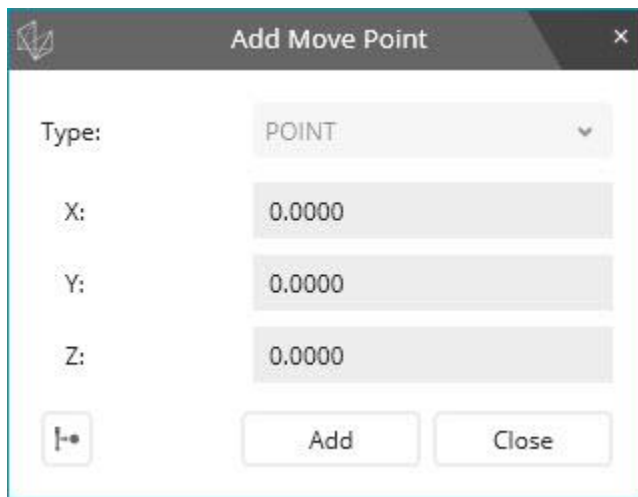 Add Move Point
Type: POINT
X: 0.0000
Y: 0.0000
Z: 0.0000
Add Close